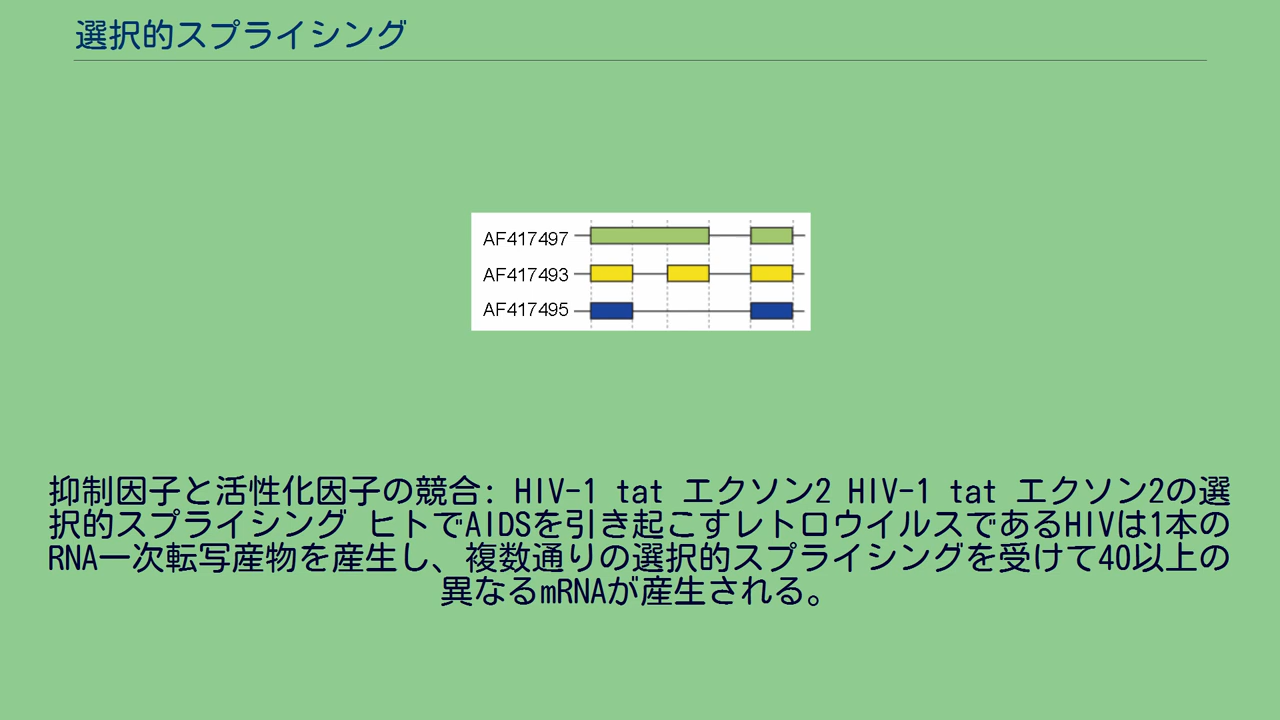 選択的スプライシング
AF417497
AF417493
AF417495
抑制因子と活性化因子の競合: HIV-1 tat エクソン2 HIV-1 tat エクソン2の選
択的スプライシング ヒトでAIDSを引き起こすレトロウイルスであるHIVは1本の
RNA一次転写産物を産生し、複数通りの選択的スプライシングを受けて40以上の
異なるmRNAが産生される。